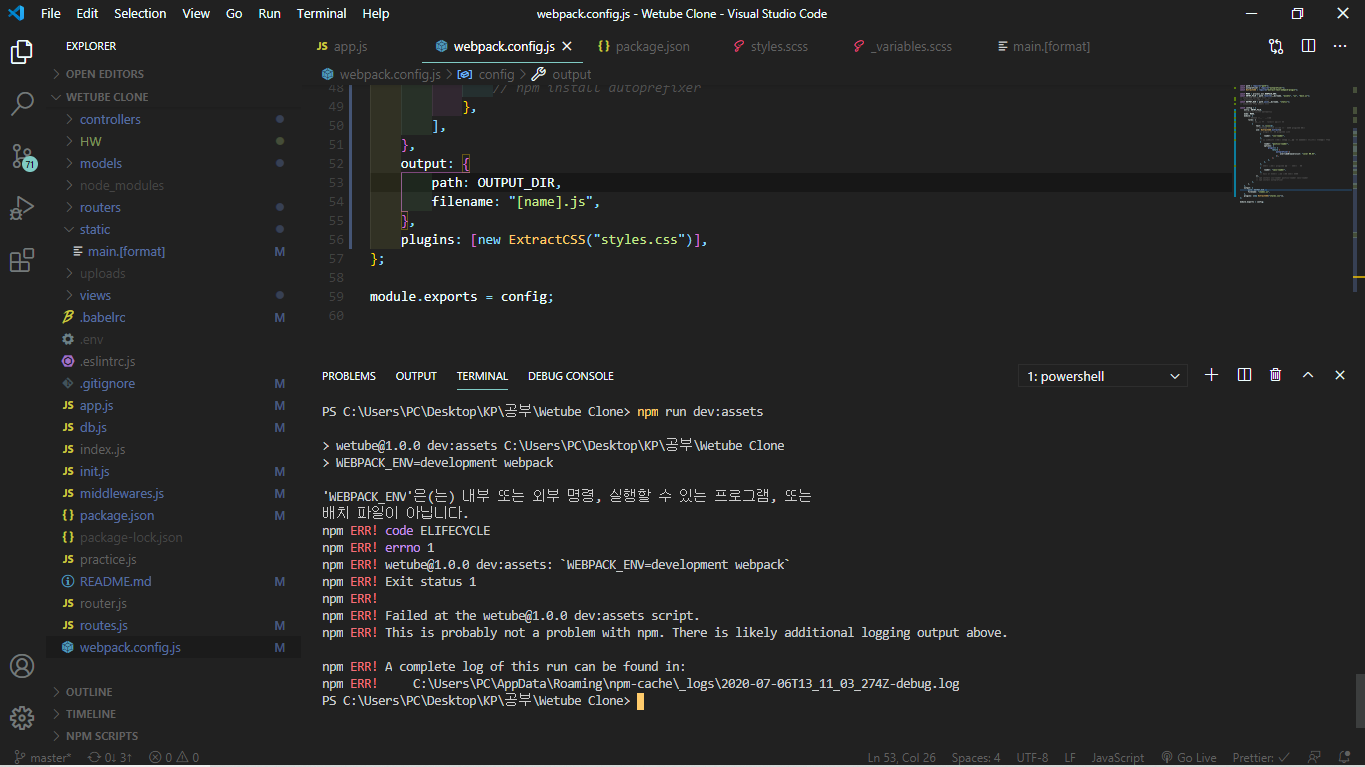 File Edit Selection View Go Run Terminal Help webpack.config.js - Wetube Clone - Visual Studio Code
EXPLORER
JS app.js webpack.config.js {} package.json styles.scss _variables.scss main.[format]
webpack.config.js > config > output
OPEN EDITORS
WETUBE CLONE
controllers
HW
models
node_modules
routers
static
main.[format] M
uploads
views
.babelrc M
.env
.eslintrc.js
.gitignore M
JS app.js M
JS db.js M
JS index..js
JS init.js M
JS middlewares.js M
{} package.json M
{} package-lock.json
JS practice.js
README.md M
JS router.js
JS routes.js M
webpack.config.js M
OUTLINE
TIMELINE
NPM SCRIPTS
71
48 // npm install autoprefixer
49 },
50 ],
51 },
52 output: {
53 path: OUTPUT_DIR,
54 filename: "[name].js",
55 },
56 plugins: [new ExtractCSS("styles.css")],
57 };
58
59 module.exports = config;
60
PROBLEMS OUTPUT TERMINAL DEBUG CONSOLE 1: powershell
PS C:\Users\PC\Desktop\KP\공부\Wetube Clone> npm run dev:assets
> wetube@1.0.0 dev:assets C:\Users\PC\Desktop\KP\공부\Wetube Clone
> WEBPACK_ENV=development webpack
'WEBPACK_ENV'은(는) 내부 또는 외부 명령, 실행할 수 있는 프로그램, 또는
배치 파일이 아닙니다.
npm ERR! code ELIFECYCLE
npm ERR! errno 1
npm ERR! wetube@1.0.0 dev:assets: `WEBPACK_ENV=development webpack`
npm ERR! Exit status 1
npm ERR!
npm ERR! Failed at the wetube@1.0.0 dev:assets script.
npm ERR! This is probably not a problem with npm. There is likely additional logging output above.
npm ERR! A complete log of this run can be found in:
npm ERR! C:\Users\PC\AppData\Roaming\npm-cache\_logs\2020-07-06T13_11_03_274Z-debug.log
PS C:\Users\PC\Desktop\KP\공부\Wetube Clone>
master* 0↓ 3↑ 0 0 Ln 53, Col 26 Spaces: 4 UTF-8 LF JavaScript Go Live Prettier: ✓